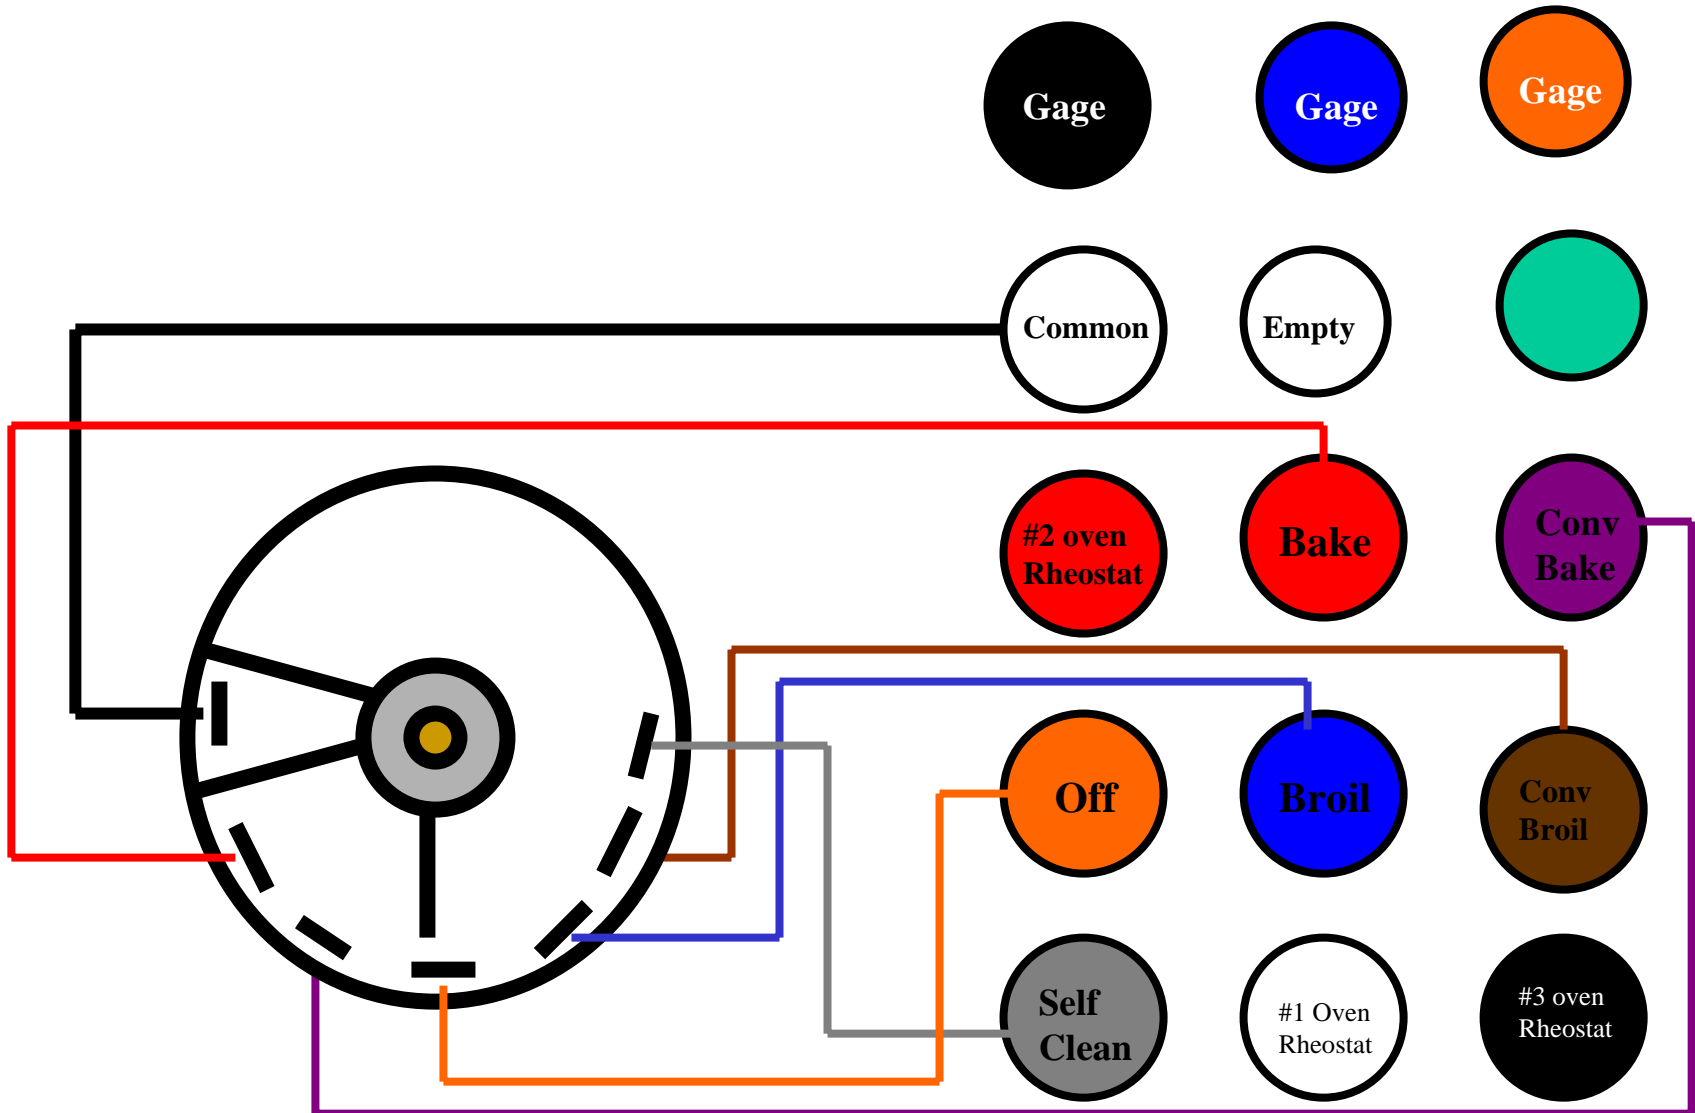 Gage
Gage
Gage
Common
Empty
#2 oven
Rheostat
Bake
Conv
Bake
Off
Broil
Conv
Broil
Self
Clean
#1 Oven
Rheostat
#3 oven
Rheostat